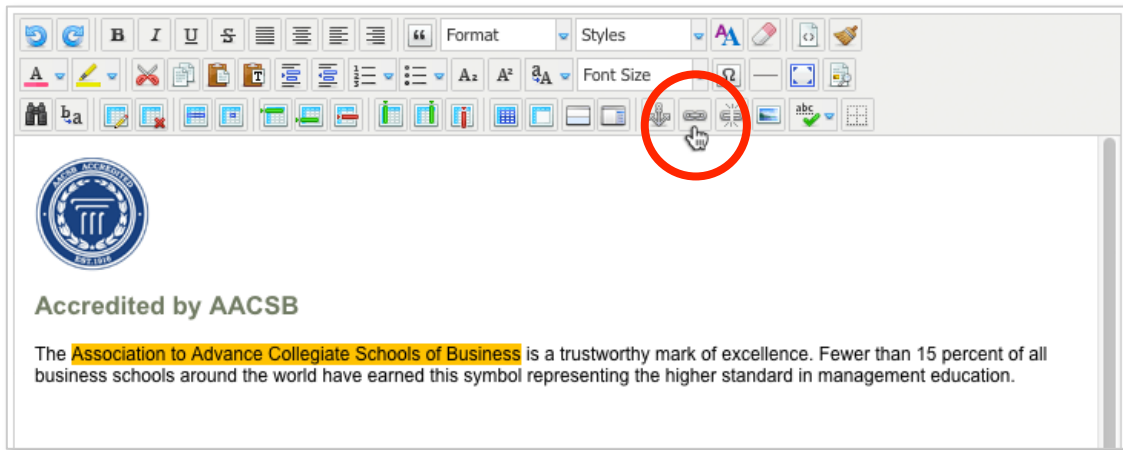 B I U S Format Styles A A
A T A₂ A² a A Font Size Ω
b a abc
AACSB ACCREDITED
EST.1916
Accredited by AACSB
The Association to Advance Collegiate Schools of Business is a trustworthy mark of excellence. Fewer than 15 percent of all
business schools around the world have earned this symbol representing the higher standard in management education.